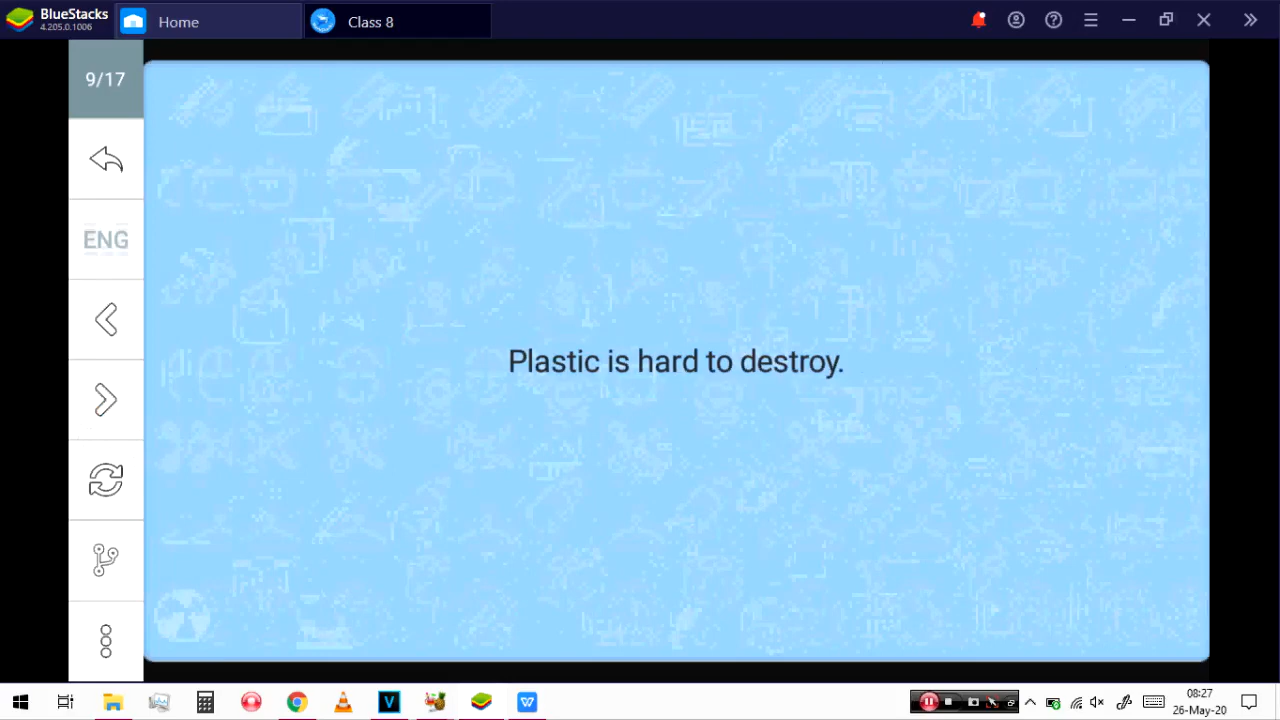 BlueStacks
4.205.0.1006
Home
Class 8
9/17
ENG
Plastic is hard to destroy.
08:27
26-May-20